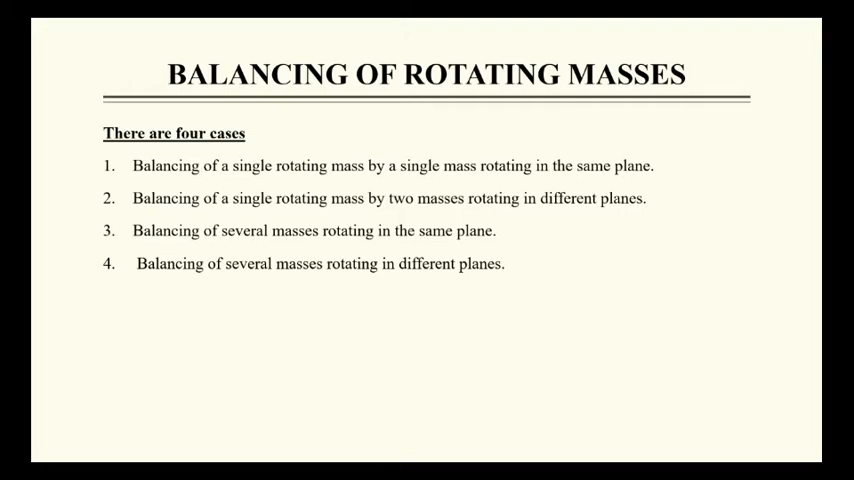 BALANCING OF ROTATING MASSES
There are four cases
1. Balancing of a single rotating mass by a single mass rotating in the same plane.
2. Balancing of a single rotating mass by two masses rotating in different planes.
3. Balancing of several masses rotating in the same plane.
4. Balancing of several masses rotating in different planes.